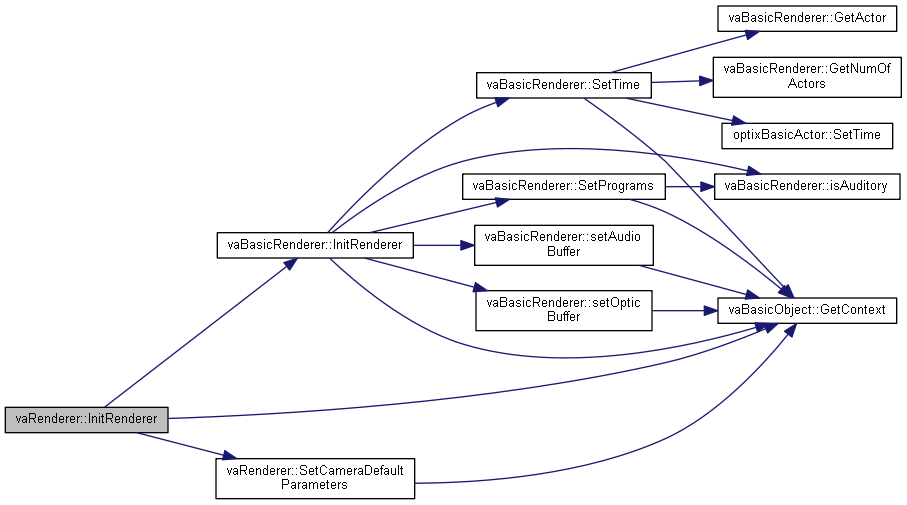 vaBasicRenderer::GetActor
vaBasicRenderer::GetNumOf
Actors
vaBasicRenderer::SetTime
optixBasicActor::SetTime
vaBasicRenderer::SetPrograms
vaBasicRenderer::isAuditory
vaBasicRenderer::InitRenderer
vaBasicRenderer::setAudio
Buffer
vaBasicRenderer::setOptic
Buffer
vaBasicObject::GetContext
vaRenderer::InitRenderer
vaRenderer::SetCameraDefault
Parameters